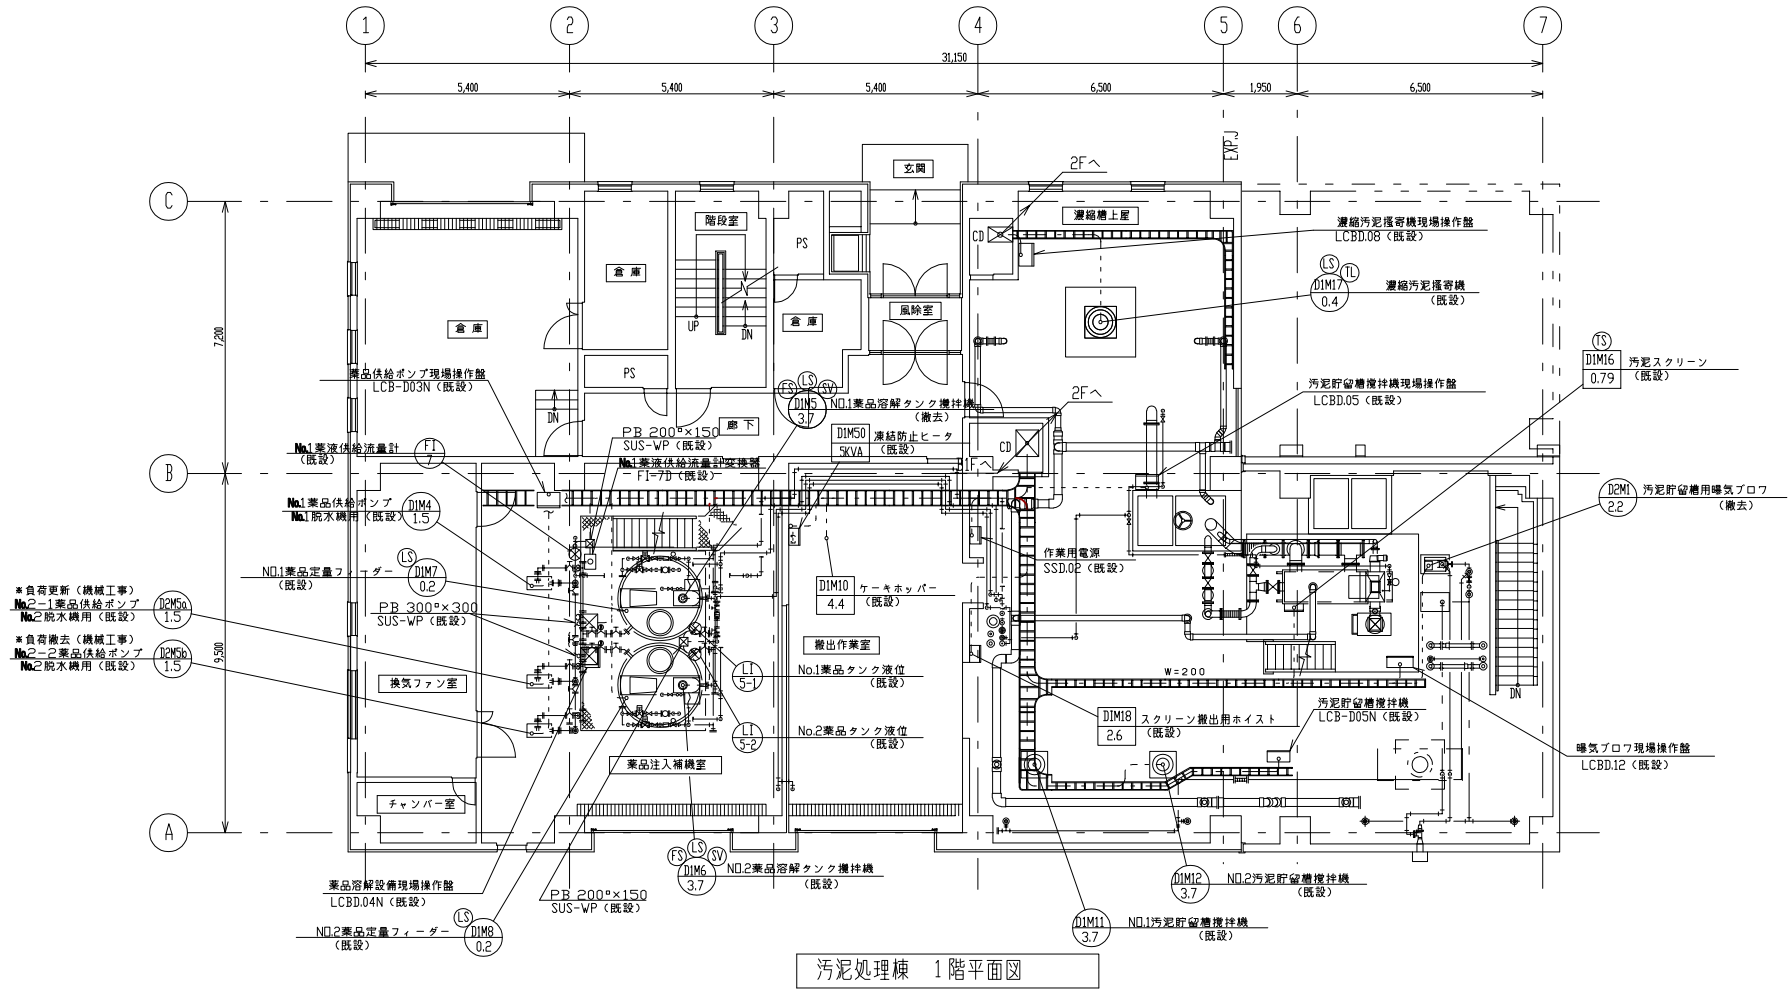 1
2
3
4
5
6
7
31,150
5,400
5,400
5,400
6,500
1,950
6,500
EXP.J
玄関
2Fへ
C
階段室
濃縮槽上屋
PS
CD
濃縮汚泥掻寄機現場操作盤
LCBD.08（既設）
倉庫
LS
TL
D1M17
0.4
濃縮汚泥掻寄機
（既設）
7,200
倉庫
UP
DN
倉庫
風除室
TS
D1M16
0.79
汚泥スクリーン
（既設）
薬品供給ポンプ現場操作盤
LCB-D03N（既設）
PS
FS
LS
SV
D1M5
3.7
NO.1薬品溶解タンク攪拌機
（撤去）
2Fへ
汚泥貯留槽攪拌機現場操作盤
LCBD.05（既設）
DN
廊下
PB 200□×150
SUS-WP（既設）
D1M50
5KVA
凍結防止ヒータ
（既設）
CD
No.1薬液供給流量計
（既設）
FI
7
No.1薬液供給流量計変換器
FI-7D（既設）
1Fへ
B
No.1薬品供給ポンプ
No.1脱水機用（既設）
D1M4
1.5
D2M1
2.2
汚泥貯留槽用曝気ブロワ
（撤去）
LS
NO.1定量フィーダー
（既設）
D1M7
0.2
作業用電源
SSD.02（既設）
D1M10
4.4
ケーキホッパー
（既設）
＊負荷更新（機械工事）
No.2-1薬品供給ポンプ
No.2脱水機用（既設）
D2M5a
1.5
PB 300□×300
SUS-WP（既設）
＊負荷撤去（機械工事）
No.2-2薬品供給ポンプ
No.2脱水機用（既設）
D2M5b
1.5
9,500
搬出作業室
換気ファン室
LI
5-1
No.1薬品タンク液位
（既設）
W=200
DN
D1M18
2.6
スクリーン搬出用ホイスト
（既設）
汚泥貯留槽攪拌機
LCB-D05N（既設）
LI
5-2
No.2薬品タンク液位
（既設）
曝気ブロワ現場操作盤
LCBD.12（既設）
薬品注入補機室
チャンバー室
A
FS
LS
SV
D1M6
3.7
NO.2薬品溶解タンク攪拌機
（既設）
薬品溶解設備現場操作盤
LCBD.04N（既設）
PB 200□×150
SUS-WP（既設）
D1M12
3.7
NO.2汚泥貯留槽攪拌機
（既設）
LS
NO.2薬品定量フィーダー
（既設）
D1M8
0.2
D1M11
3.7
NO.1汚泥貯留槽攪拌機
（既設）
汚泥処理棟　1階平面図